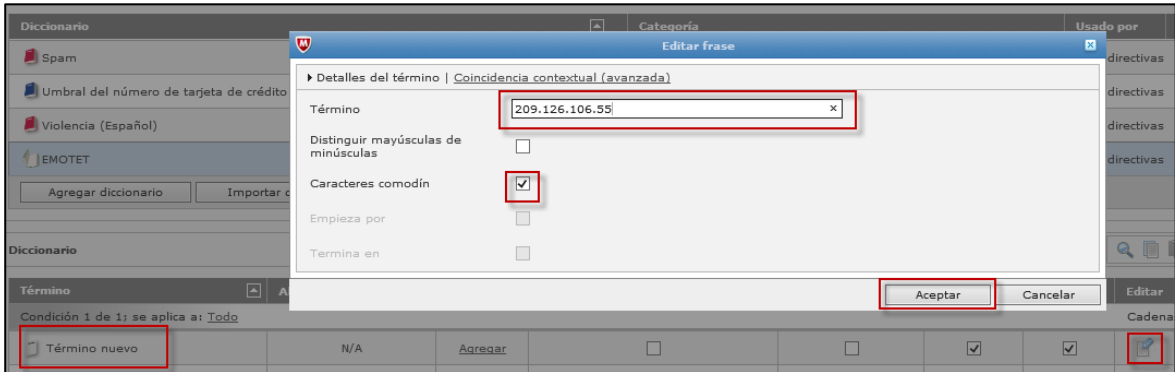 Diccionario Categoría Usado por
Editar frase
Spam directivas
Detalles del término | Coincidencia contextual (avanzada)
Umbral del número de tarjeta de crédito directivas
Término 209.126.106.55 x
Violencia (Español) directivas
Distinguir mayúsculas de
minúsculas
EMOTET directivas
Caracteres comodín
Agregar diccionario Importar
Empieza por
Diccionario
Termina en
Término Editar
Aceptar Cancelar
Condición 1 de 1; se aplica a: Todo Cadena
Término nuevo N/A Agregar